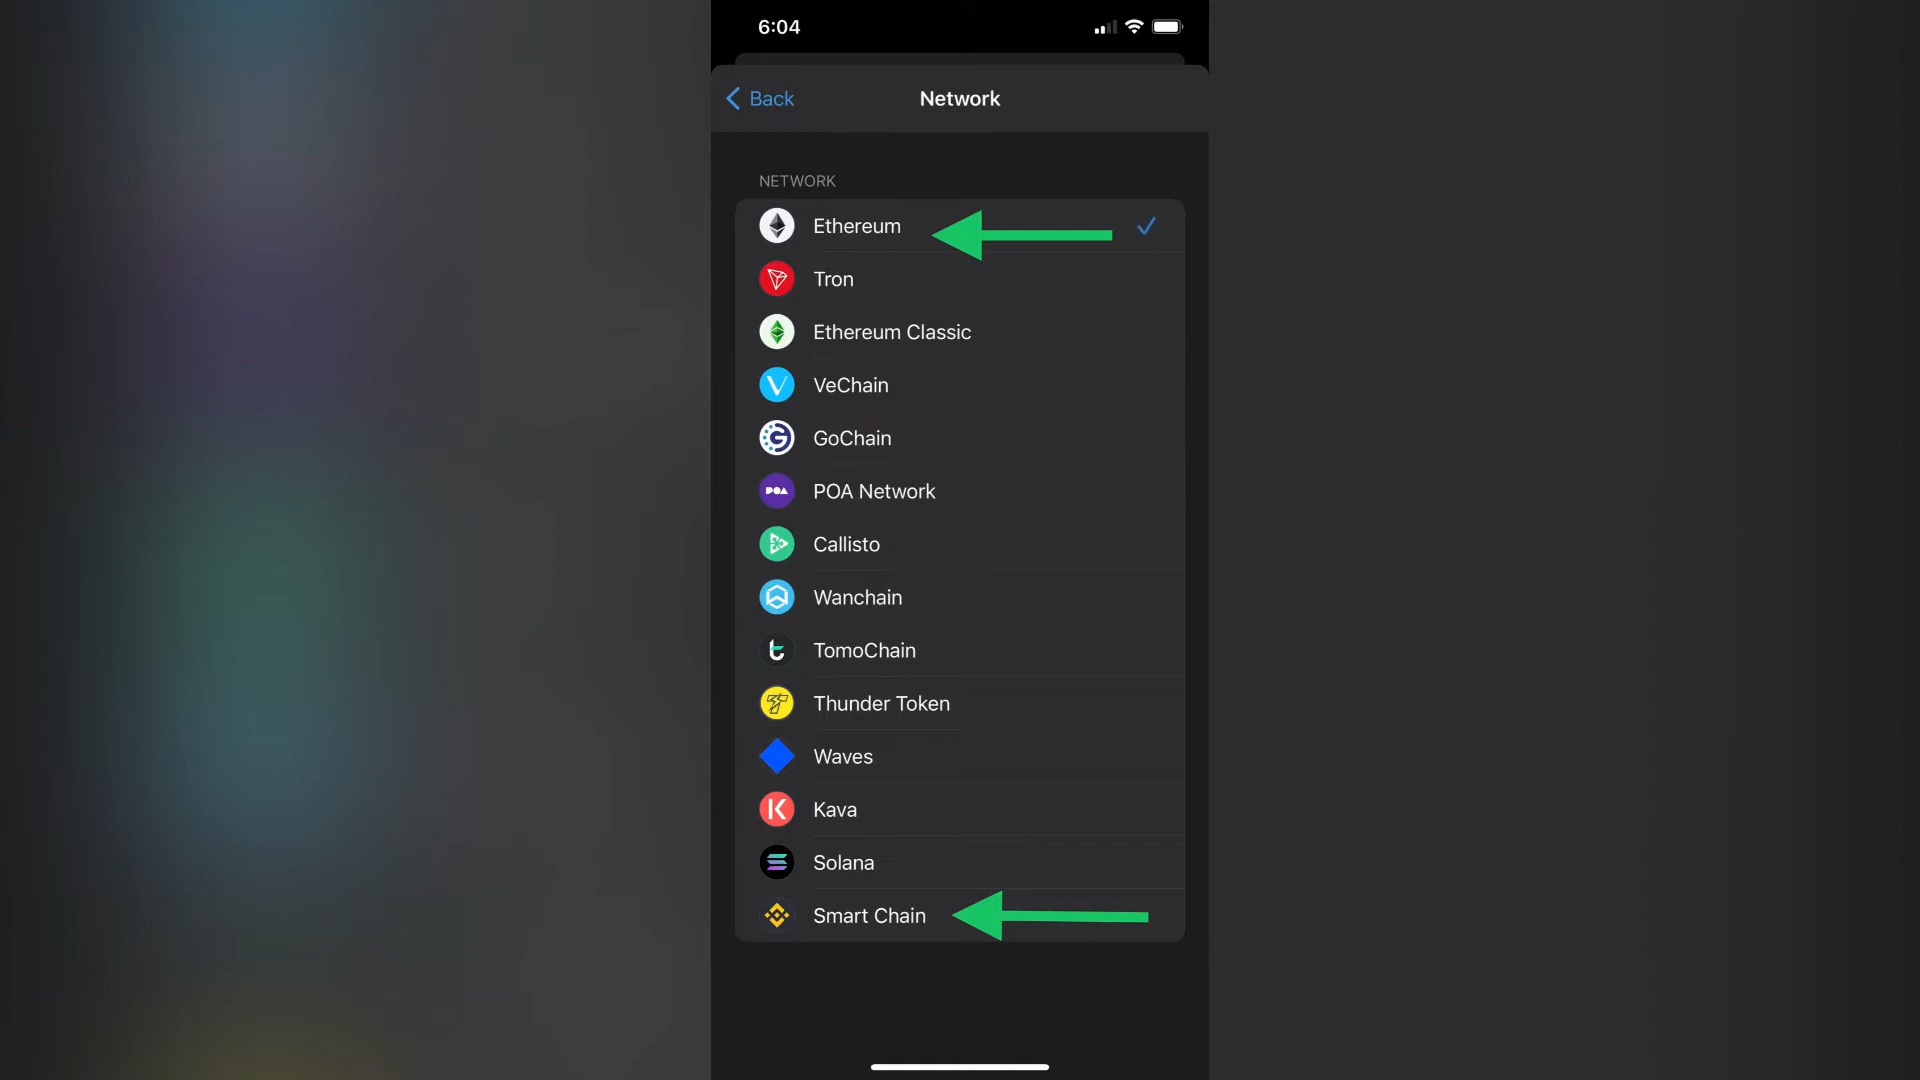 6:04
Back
Network
NETWORK
Ethereum
Tron
Ethereum Classic
VeChain
GoChain
POA
POA Network
Callisto
Wanchain
TomoChain
Thunder Token
Waves
Kava
Solana
Smart Chain